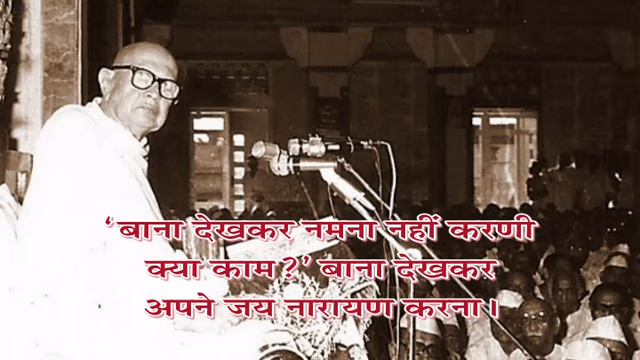 ‘बाना देखकर नमना नहीं करणी
क्या काम?’ बाना देखकर
अपने जय नारायण करना।